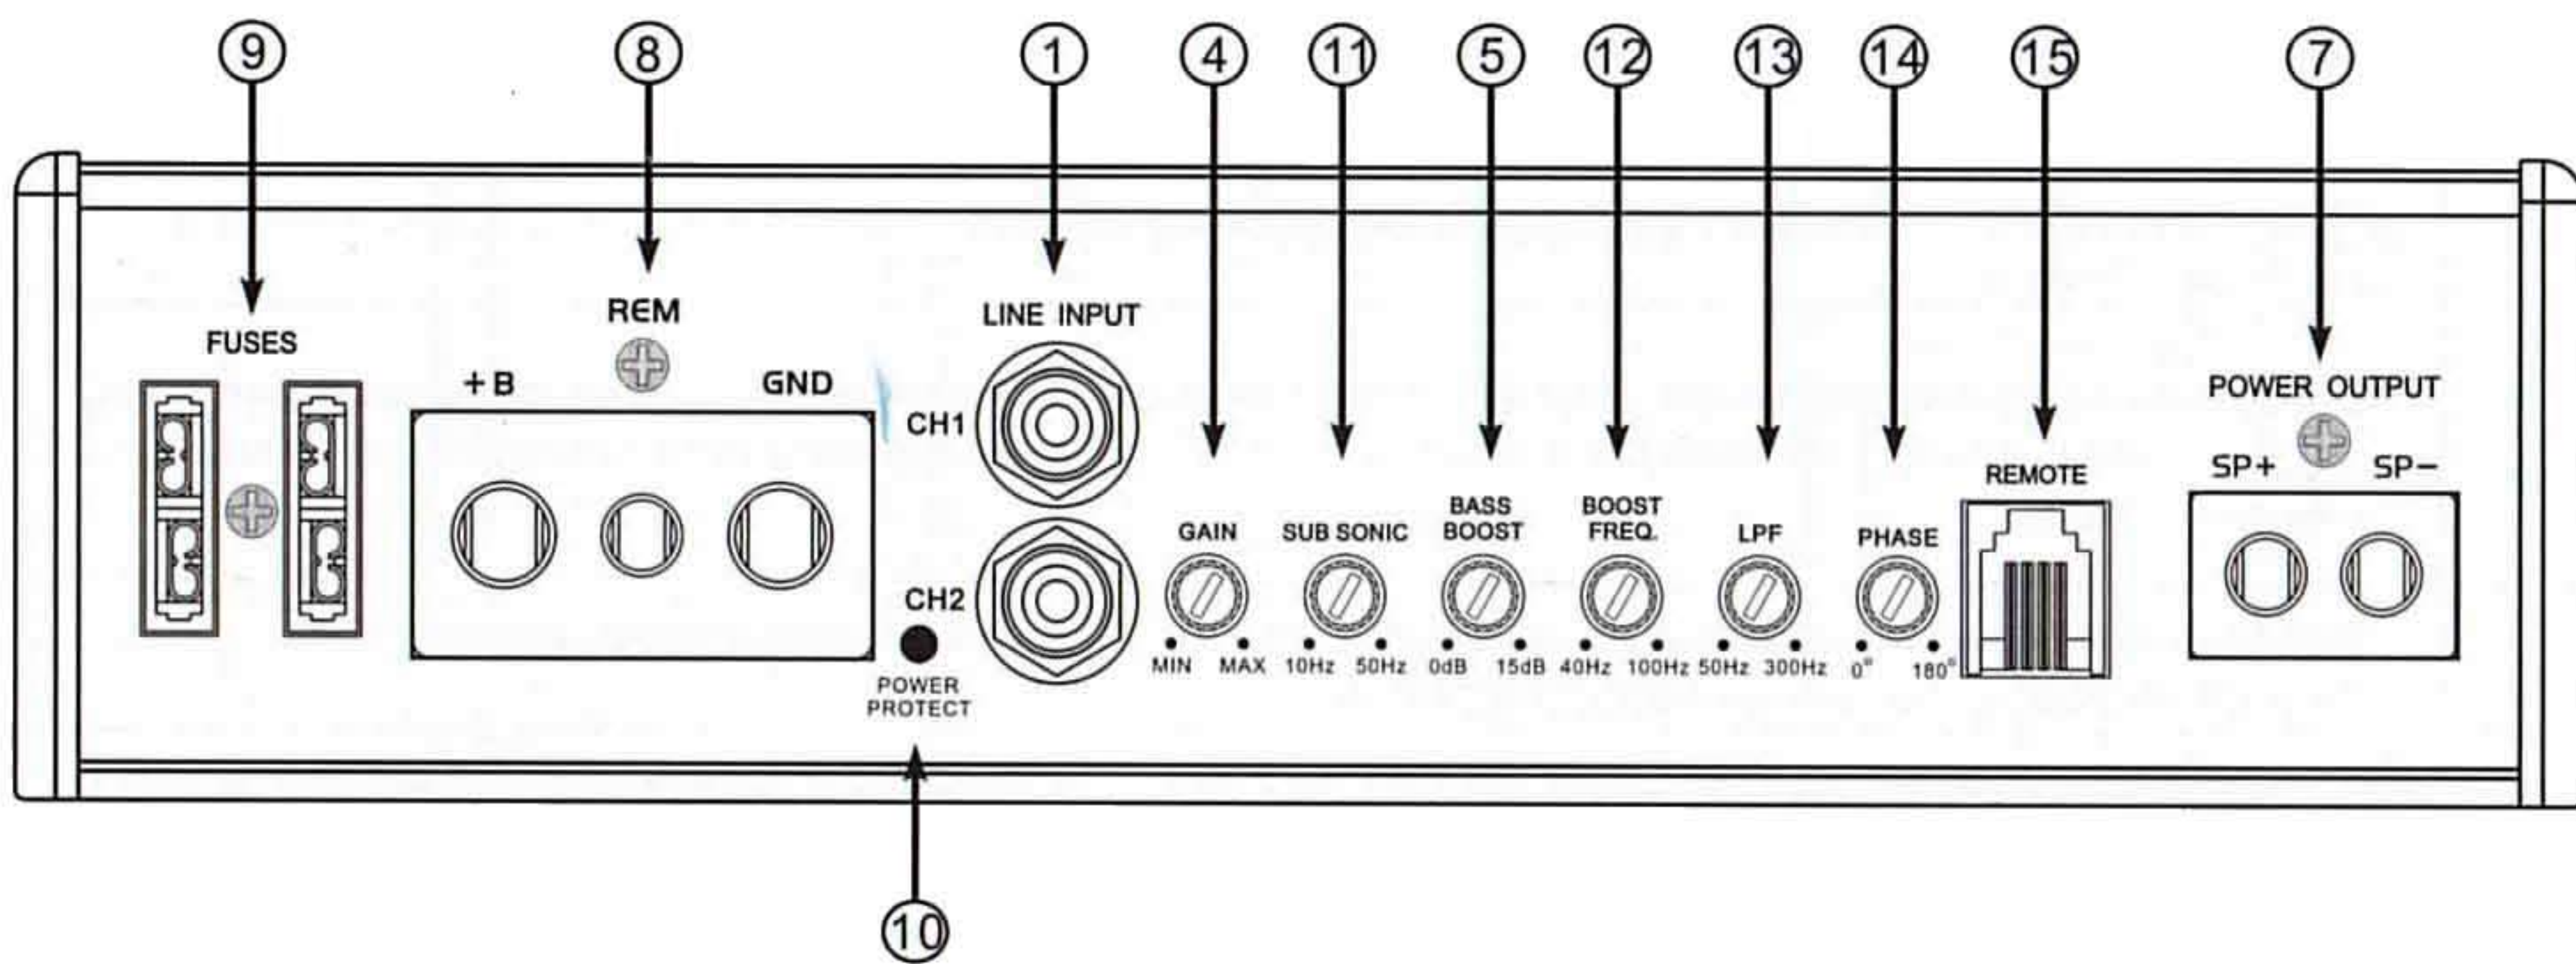 9 8 1 4 11 5 12 13 14 15 7
FUSES
REM
+B GND
LINE INPUT
CH1
CH2
POWER
PROTECT
GAIN
MIN MAX
SUB SONIC
10Hz 50Hz
BASS
BOOST
0dB 15dB
BOOST
FREQ.
40Hz 100Hz
LPF
50Hz 300Hz
PHASE
0° 180°
REMOTE
POWER OUTPUT
SP+ SP−
10